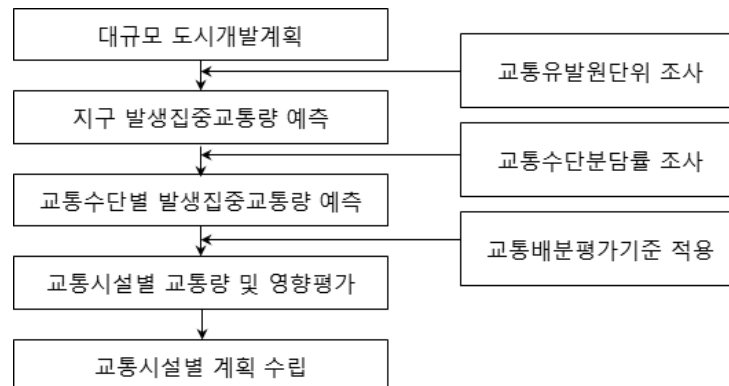 대규모 도시개발계획
교통유발원단위 조사
지구 발생집중교통량 예측
교통수단분담률 조사
교통수단별 발생집중교통량 예측
교통배분평가기준 적용
교통시설별 교통량 및 영향평가
교통시설별 계획 수립